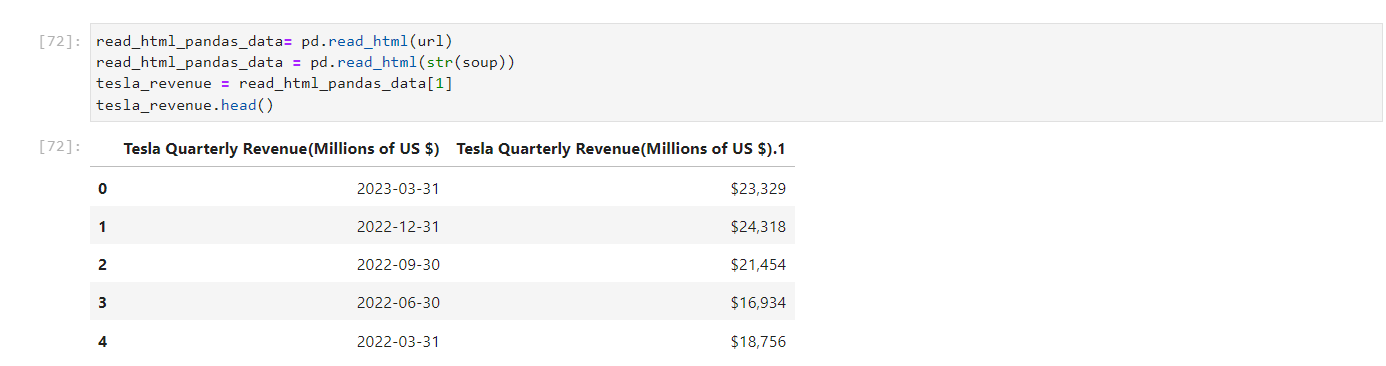 [72]: read_html_pandas_data= pd.read_html(url)
read_html_pandas_data = pd.read_html(str(soup))
tesla_revenue = read_html_pandas_data[1]
tesla_revenue.head()
[72]: Tesla Quarterly Revenue(Millions of US $) Tesla Quarterly Revenue(Millions of US $).1
0 2023-03-31 $23,329
1 2022-12-31 $24,318
2 2022-09-30 $21,454
3 2022-06-30 $16,934
4 2022-03-31 $18,756